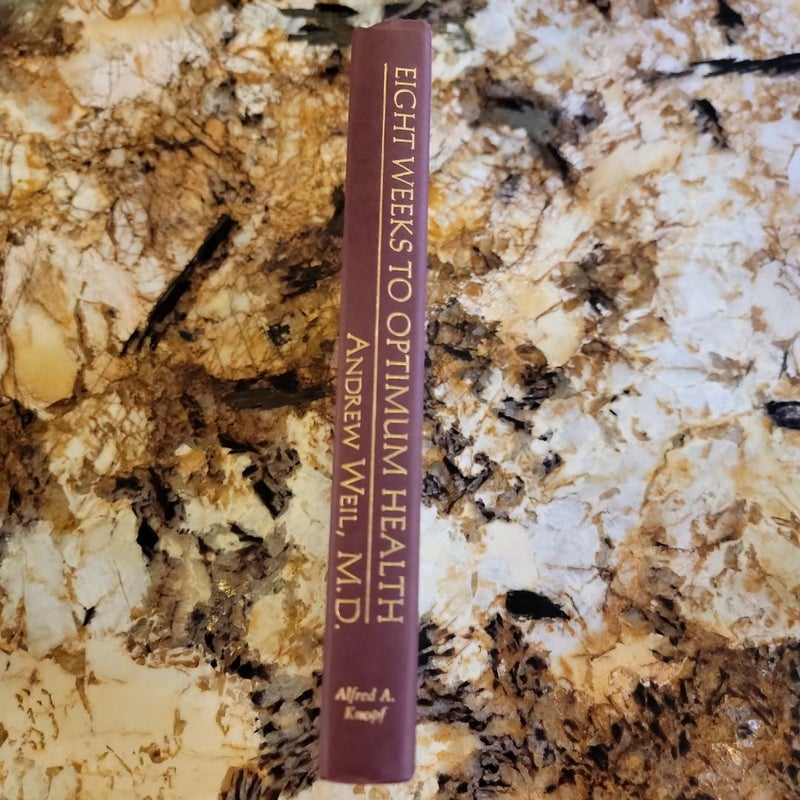 EIGHT WEEKS TO OPTIMUM HEALTH
ANDREW WEIL, M.D.
Alfred A.
Knopf